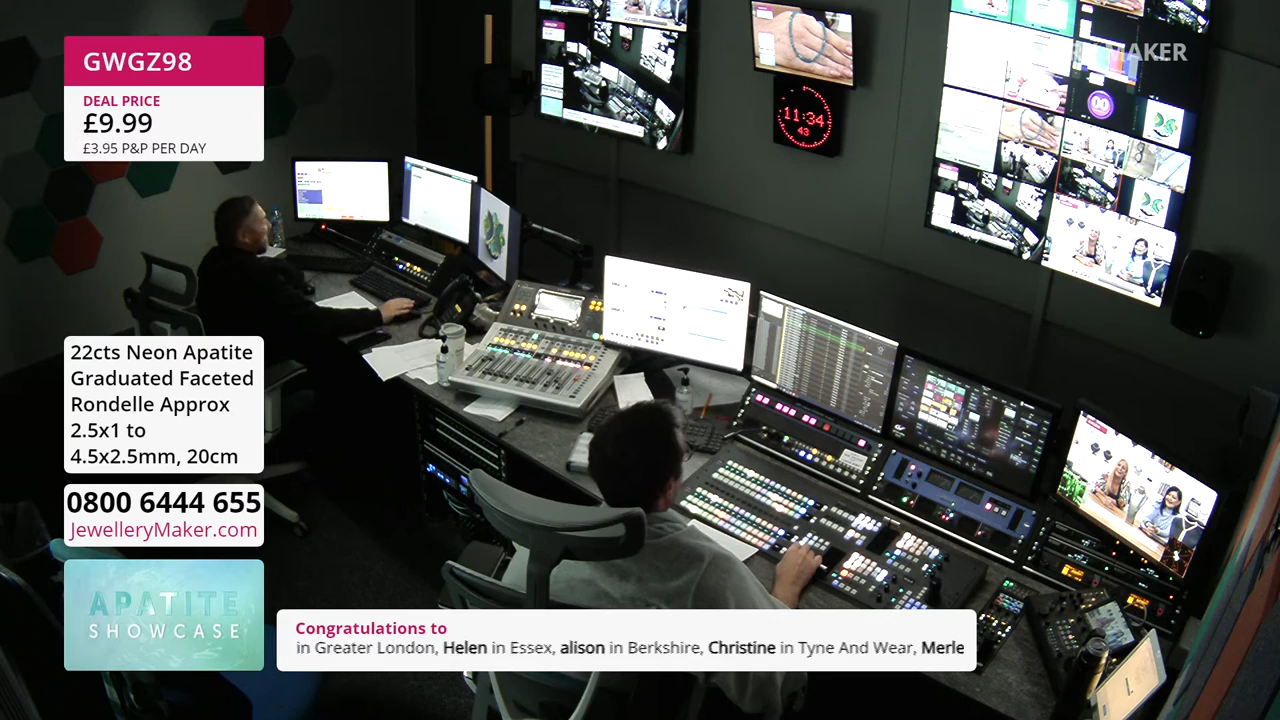 GWGZ98
DEAL PRICE
£9.99
£3.95 P&P PER DAY
MAKER
11:34
43
00
22cts Neon Apatite
Graduated Faceted
Rondelle Approx
2.5x1 to
4.5x2.5mm, 20cm
0800 6444 655
JewelleryMaker.com
APATITE
SHOWCASE
Congratulations to
in Greater London, Helen in Essex, alison in Berkshire, Christine in Tyne And Wear, Merle